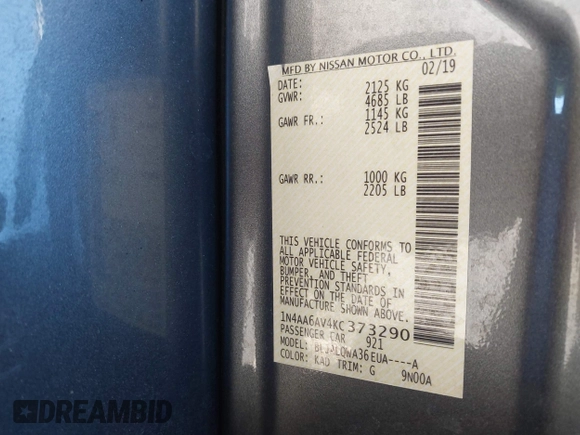 MFD BY NISSAN MOTOR CO., LTD.
DATE: 02/19
GVWR: 2125 KG
4685 LB
GAWR FR.: 1145 KG
2524 LB
GAWR RR.: 1000 KG
2205 LB
THIS VEHICLE CONFORMS TO
ALL APPLICABLE FEDERAL
MOTOR VEHICLE SAFETY,
BUMPER, AND THEFT
PREVENTION STANDARDS IN
EFFECT ON THE DATE OF
MANUFACTURE SHOWN ABOVE.
1N4AA6AV4KC373290
PASSENGER CAR 921
MODEL:
COLOR: KAD TRIM: G 9N00A
DREAMBID